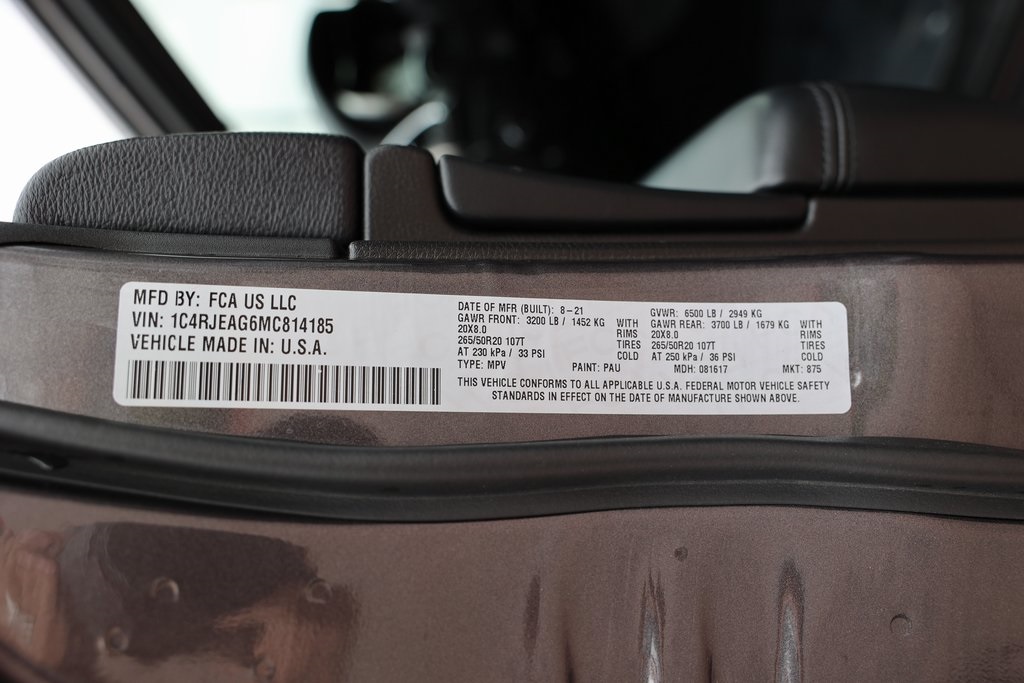 MFD BY: FCA US LLC
VIN: 1C4RJEAG6MC814185
VEHICLE MADE IN: U.S.A.
DATE OF MFR (BUILT): 8-21
GAWR FRONT: 3200 LB / 1452 KG WITH
20X8.0 RIMS
265/50R20 107T TIRES
AT 230 kPa / 33 PSI COLD
TYPE: MPV PAINT: PAU
GVWR: 6500 LB / 2949 KG
GAWR REAR: 3700 LB / 1679 KG WITH
20X8.0 RIMS
265/50R20 107T TIRES
AT 250 kPa / 36 PSI COLD
MDH: 081617 MKT: 875
THIS VEHICLE CONFORMS TO ALL APPLICABLE U.S.A. FEDERAL MOTOR VEHICLE SAFETY
STANDARDS IN EFFECT ON THE DATE OF MANUFACTURE SHOWN ABOVE.